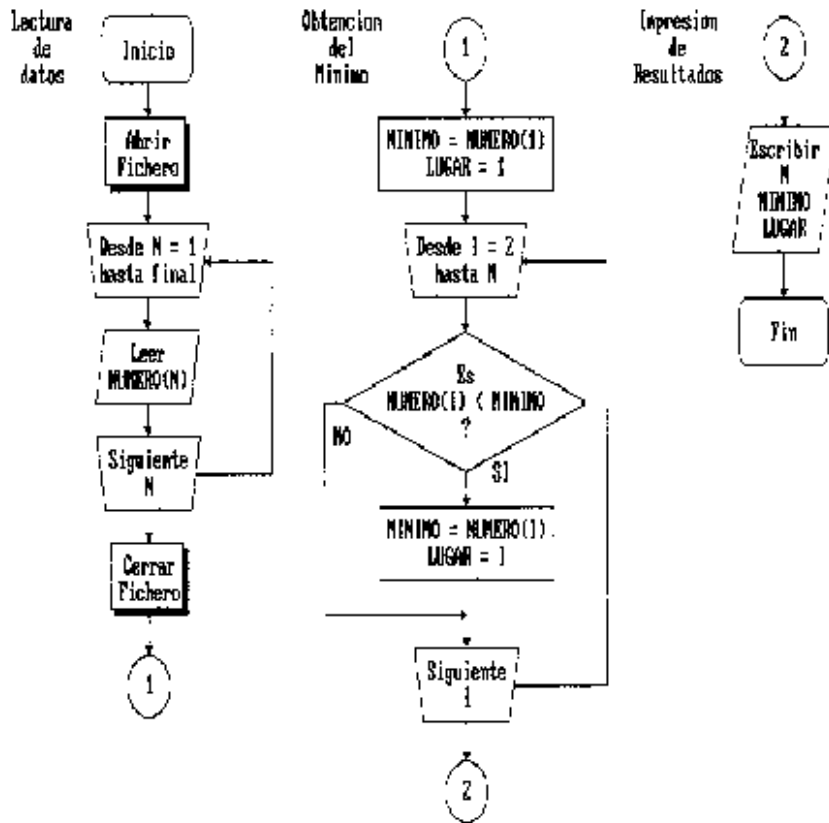 Lectura
de
datos
Inicio
Abrir
Fichero
Desde N = 1
hasta final
Leer
NUMERO(N)
Siguiente
N
Cerrar
Fichero
1
Obtencion
del
Minimo
1
MINIMO = NUMERO(1)
LUGAR = 1
Desde I = 2
hasta N
Es
NUMERO(I) < MINIMO
?
NO
SI
MINIMO = NUMERO(I).
LUGAR = I
Siguiente
I
2
Impresion
de
Resultados
2
Escribir
N
MINIMO
LUGAR
Fin